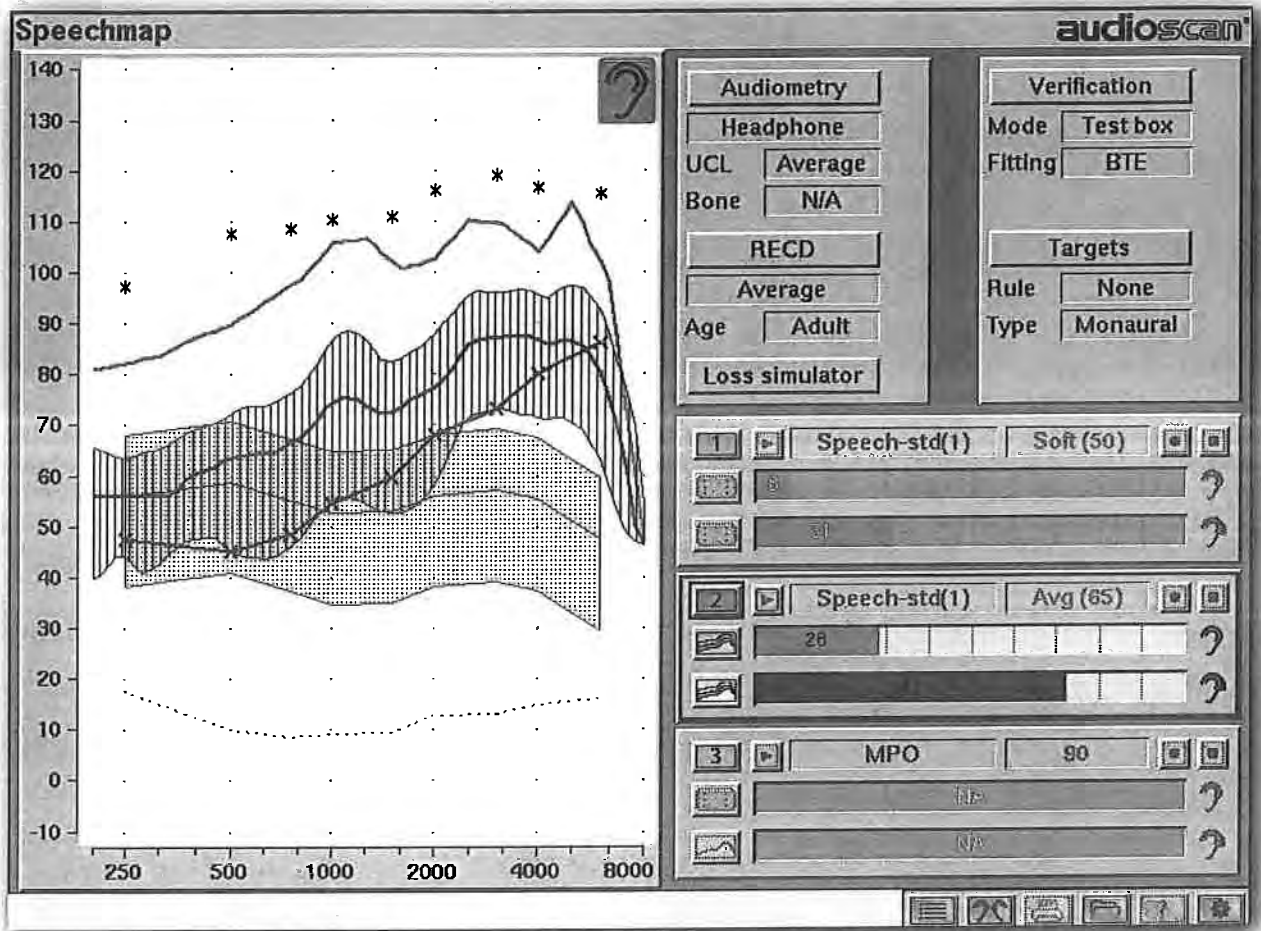 Speechmap
audioscan
140
130
120
110
100
90
80
70
60
50
40
30
20
10
0
-10
250 500 1000 2000 4000 8000
Audiometry
Headphone
UCL Average
Bone N/A
RECD
Average
Age Adult
Loss simulator
Verification
Mode Test box
Fitting BTE
Targets
Rule None
Type Monaural
1 Speech-std(1) Soft (50)
31
2 Speech-std(1) Avg (65)
26
3 MPO 90
N/A
N/A
?